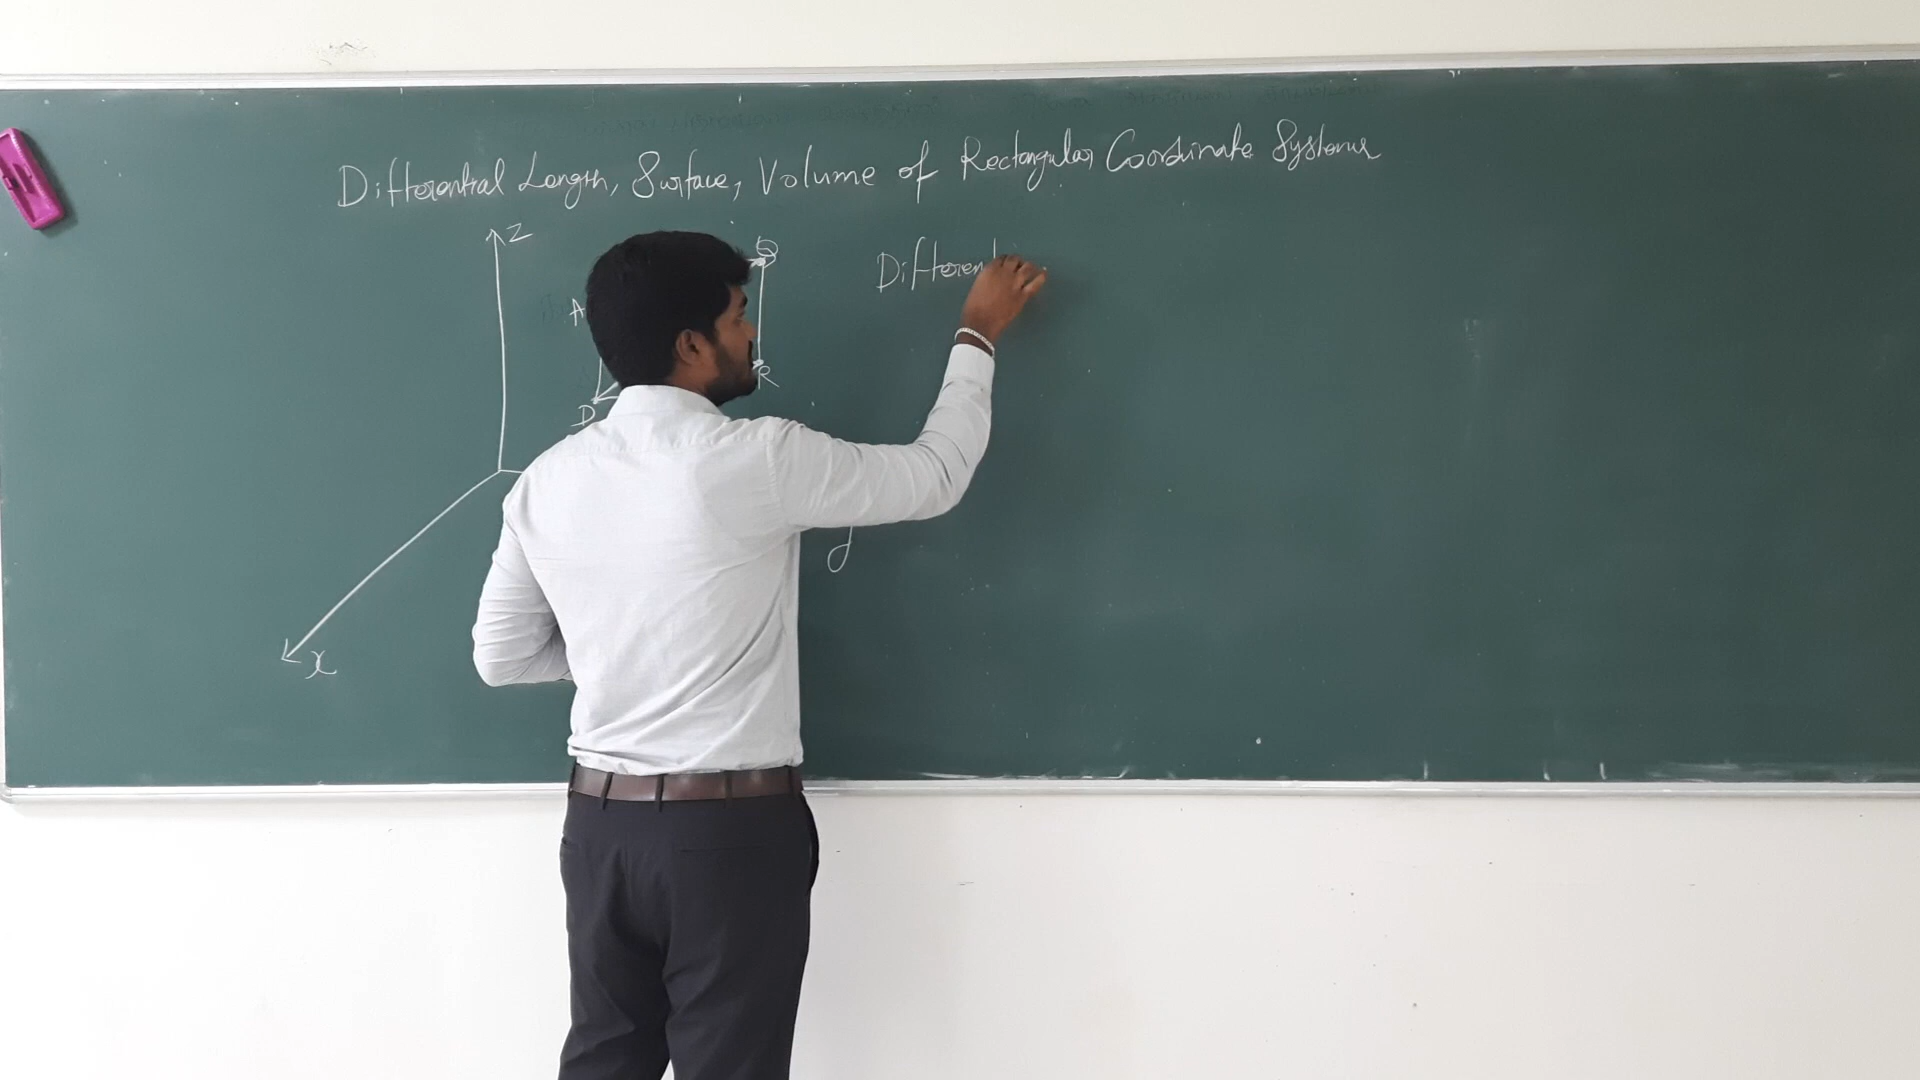 Differential Length, Surface, Volume of Rectangular Coordinate Systems
Z
Differen
A
R
D
y
x